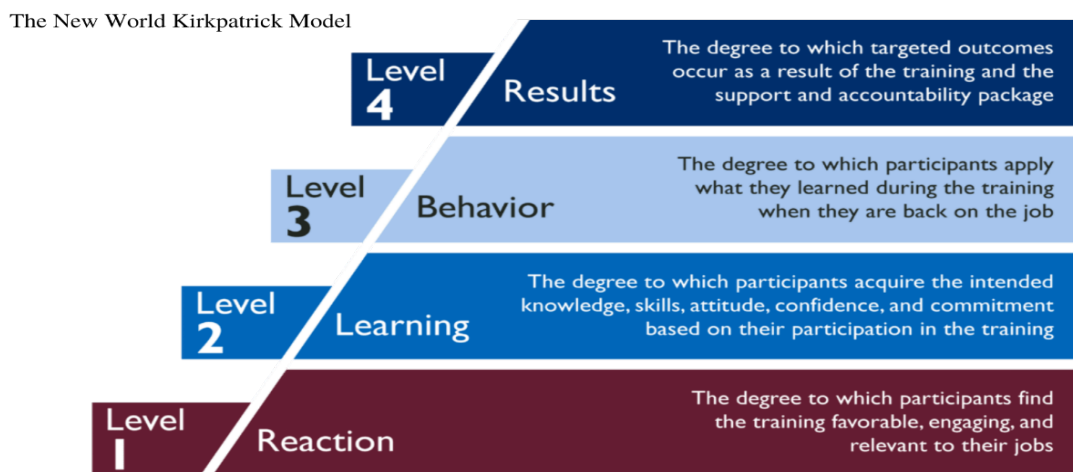 The New World Kirkpatrick Model
Level
4
Results
The degree to which targeted outcomes
occur as a result of the training and the
support and accountability package
Level
3
Behavior
The degree to which participants apply
what they learned during the training
when they are back on the job
Level
2
Learning
The degree to which participants acquire the intended
knowledge, skills, attitude, confidence, and commitment
based on their participation in the training
Level
1
Reaction
The degree to which participants find
the training favorable, engaging, and
relevant to their jobs